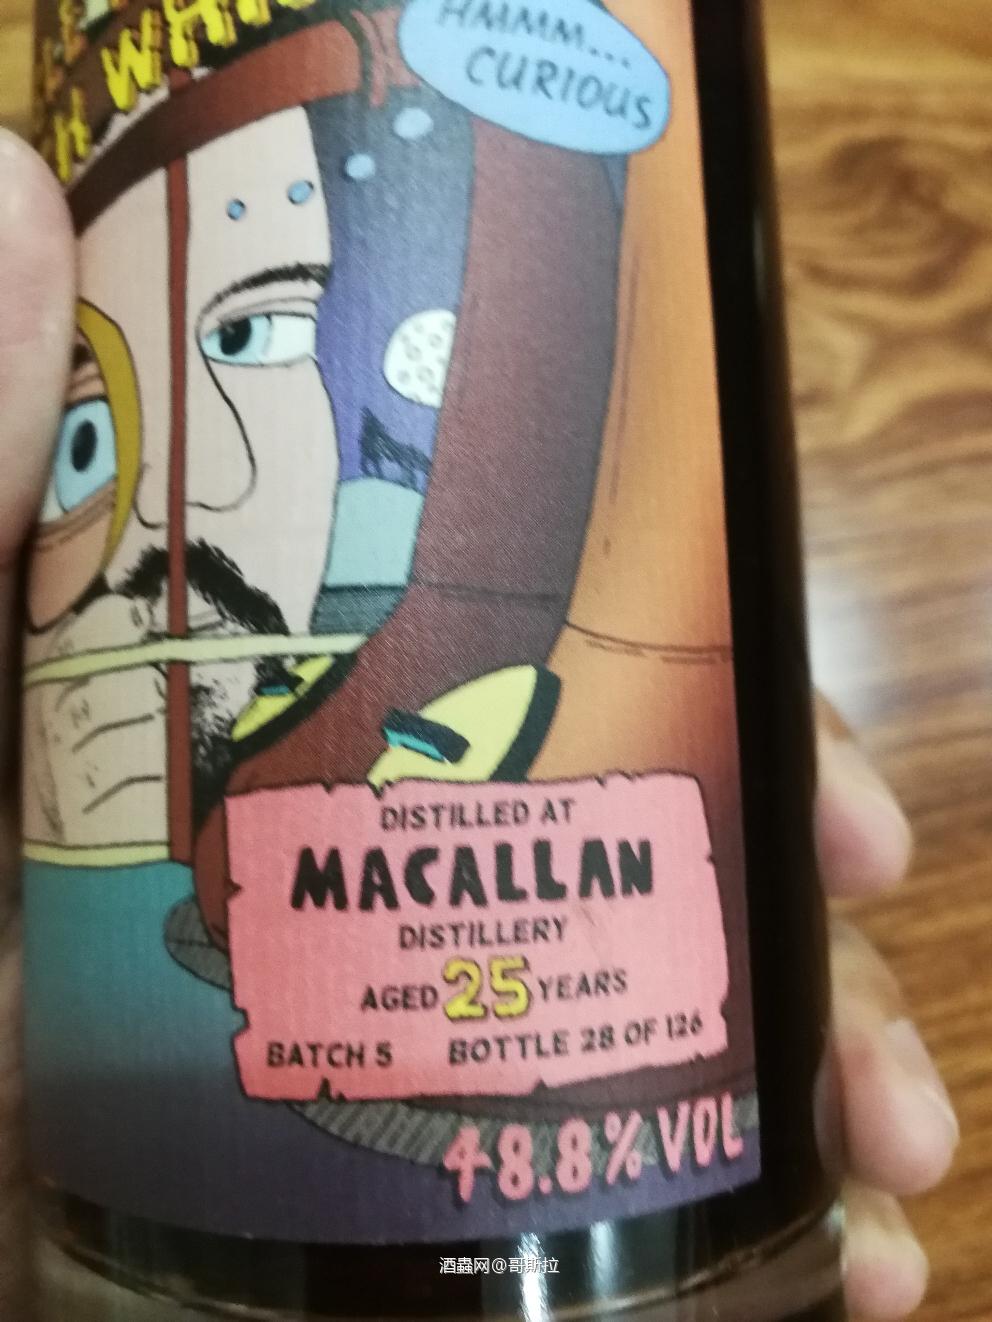 HMMM...
CURIOUS
DISTILLED AT
MACALLAN
DISTILLERY
AGED 25 YEARS
BATCH 5 BOTTLE 28 OF 126
48.8% VOL
酒蟲网@哥斯拉